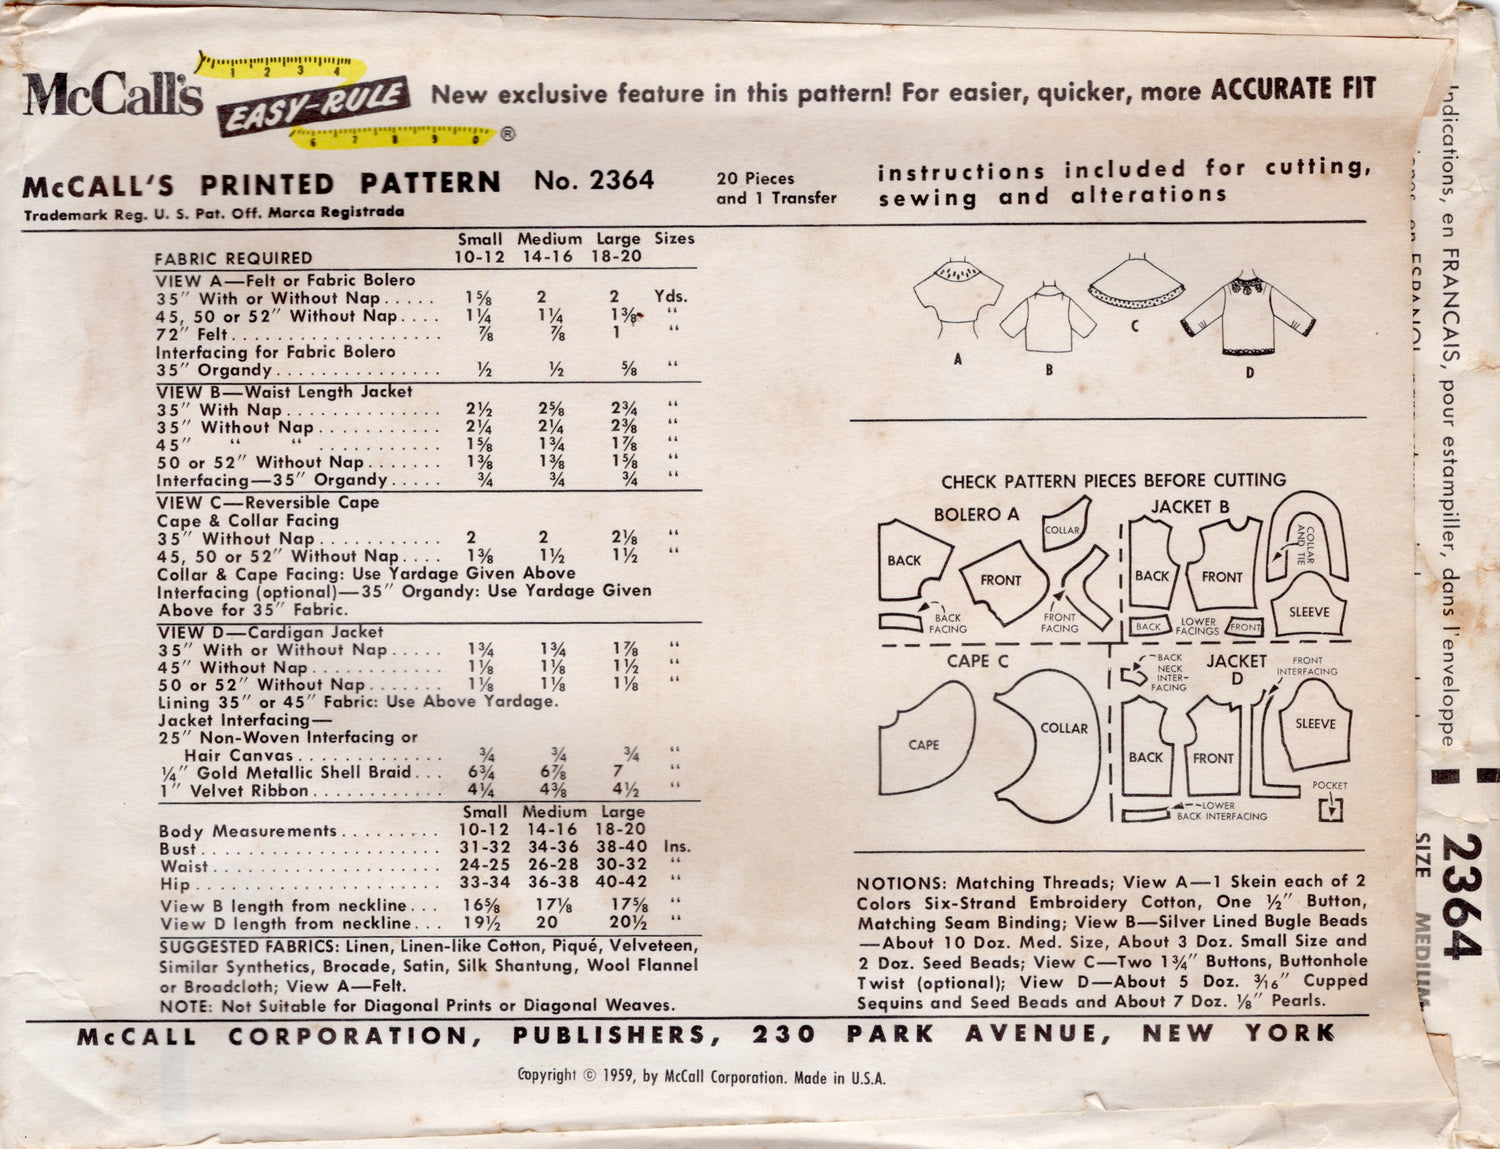 McCall's EASY-RULE ® New exclusive feature in this pattern! For easier, quicker, more ACCURATE FIT
1 2 3 4
6 7 8 9 0
McCALL'S PRINTED PATTERN No. 2364
Trademark Reg. U. S. Pat. Off. Marca Registrada
20 Pieces
and 1 Transfer
instructions included for cutting,
sewing and alterations
Small Medium Large Sizes
FABRIC REQUIRED 10-12 14-16 18-20
VIEW A—Felt or Fabric Bolero
35″ With or Without Nap..... 1⅝ 2 2 Yds.
45, 50 or 52″ Without Nap.... 1¼ 1¼ 1⅜ “
72″ Felt.................... ⅞ ⅞ 1 “
Interfacing for Fabric Bolero
35″ Organdy............... ½ ½ ⅝ “
VIEW B—Waist Length Jacket
35″ With Nap.............. 2½ 2⅝ 2¾ “
35″ Without Nap........... 2¼ 2¼ 2⅜ “
45″ “ “ ........... 1⅝ 1¾ 1⅞ “
50 or 52″ Without Nap....... 1⅜ 1⅜ 1⅝ “
Interfacing—35″ Organdy..... ¾ ¾ ¾ “
VIEW C—Reversible Cape
Cape & Collar Facing
35″ Without Nap........... 2 2 2⅛ “
45, 50 or 52″ Without Nap.... 1⅜ 1½ 1½ “
Collar & Cape Facing: Use Yardage Given Above
Interfacing (optional)—35″ Organdy: Use Yardage Given
Above for 35″ Fabric.
VIEW D—Cardigan Jacket
35″ With or Without Nap..... 1¾ 1¾ 1⅞ “
45″ Without Nap............ 1⅛ 1⅛ 1½ “
50 or 52″ Without Nap....... 1⅛ 1⅛ 1⅛ “
Lining 35″ or 45″ Fabric: Use Above Yardage.
Jacket Interfacing—
25″ Non-Woven Interfacing or
Hair Canvas............. ¾ ¾ ¾ “
¼″ Gold Metallic Shell Braid... 6¾ 6⅞ 7 “
1″ Velvet Ribbon............ 4¼ 4⅜ 4½ “
Small Medium Large
Body Measurements......... 10-12 14-16 18-20
Bust..................... 31-32 34-36 38-40 Ins.
Waist.................... 24-25 26-28 30-32 “
Hip...................... 33-34 36-38 40-42 “
View B length from neckline... 16⅝ 17⅛ 17⅝ “
View D length from neckline... 19½ 20 20½ “
SUGGESTED FABRICS: Linen, Linen-like Cotton, Piqué, Velveteen,
Similar Synthetics, Brocade, Satin, Silk Shantung, Wool Flannel
or Broadcloth; View A—Felt.
NOTE: Not Suitable for Diagonal Prints or Diagonal Weaves.
A B C D
CHECK PATTERN PIECES BEFORE CUTTING
BOLERO A
BACK
FRONT
COLLAR
BACK
FACING
FRONT
FACING
JACKET B
BACK
FRONT
COLLAR
AND TIE
SLEEVE
BACK
LOWER
FACINGS
FRONT
CAPE C
CAPE
COLLAR
JACKET
D
BACK
NECK
INTER-
FACING
FRONT
INTERFACING
BACK
FRONT
SLEEVE
POCKET
LOWER
BACK INTERFACING
NOTIONS: Matching Threads; View A—1 Skein each of 2
Colors Six-Strand Embroidery Cotton, One ½″ Button,
Matching Seam Binding; View B—Silver Lined Bugle Beads
—About 10 Doz. Med. Size, About 3 Doz. Small Size and
2 Doz. Seed Beads; View C—Two 1¾″ Buttons, Buttonhole
Twist (optional); View D—About 5 Doz. 3⁄16″ Cupped
Sequins and Seed Beads and About 7 Doz. ⅛″ Pearls.
McCALL CORPORATION, PUBLISHERS, 230 PARK AVENUE, NEW YORK
Copyright © 1959, by McCall Corporation. Made in U.S.A.
Indications, en FRANCAIS, pour estampiller, dans l'enveloppe
en ESPANOL
2364
SIZE MEDIUM